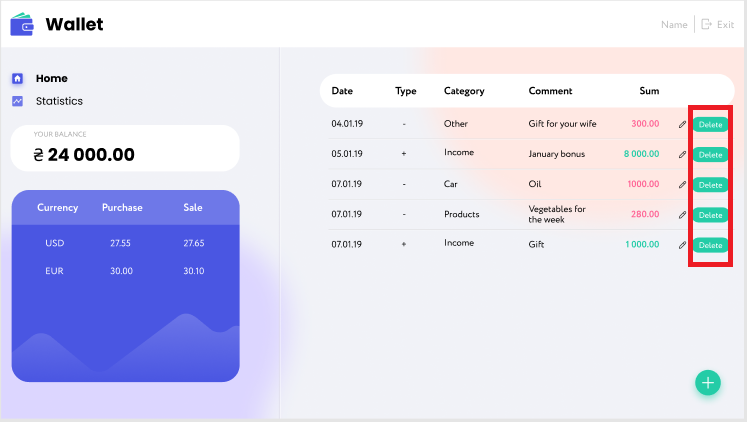 Wallet
Name
Exit
Home
Statistics
YOUR BALANCE
₴ 24 000.00
Currency Purchase Sale
USD 27.55 27.65
EUR 30.00 30.10
Date Type Category Comment Sum
04.01.19 - Other Gift for your wife 300.00 Delete
05.01.19 + Income January bonus 8 000.00 Delete
07.01.19 - Car Oil 1000.00 Delete
07.01.19 - Products Vegetables for
the week 280.00 Delete
07.01.19 + Income Gift 1 000.00 Delete